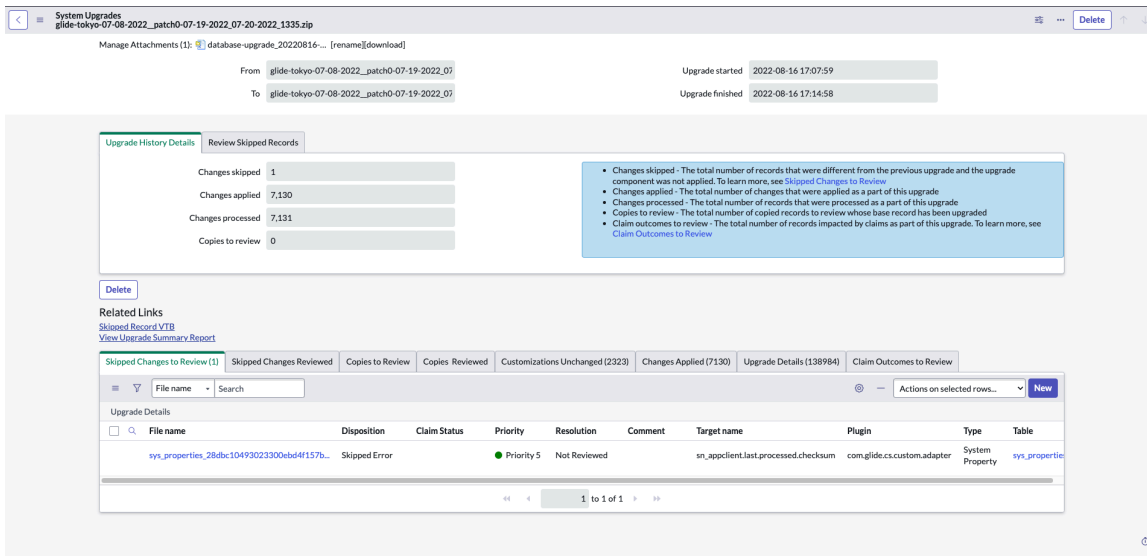 System Upgrades
glide-tokyo-07-08-2022__patch0-07-19-2022_07-20-2022_1335.zip
Delete
Manage Attachments (1): database-upgrade_20220816-... [rename][download]
From glide-tokyo-07-08-2022__patch0-07-19-2022_07
Upgrade started 2022-08-16 17:07:59
To glide-tokyo-07-08-2022__patch0-07-19-2022_07
Upgrade finished 2022-08-16 17:14:58
Upgrade History Details Review Skipped Records
Changes skipped 1
Changes applied 7,130
Changes processed 7,131
Copies to review 0
• Changes skipped - The total number of records that were different from the previous upgrade and the upgrade
component was not applied. To learn more, see Skipped Changes to Review
• Changes applied - The total number of changes that were applied as a part of this upgrade
• Changes processed - The total number of records that were processed as a part of this upgrade
• Copies to review - The total number of copied records to review whose base record has been upgraded
• Claim outcomes to review - The total number of records impacted by claims as part of this upgrade. To learn more, see
Claim Outcomes to Review
Delete
Related Links
Skipped Record VTB
View Upgrade Summary Report
Skipped Changes to Review (1) Skipped Changes Reviewed Copies to Review Copies Reviewed Customizations Unchanged (2323) Changes Applied (7130) Upgrade Details (138984) Claim Outcomes to Review
File name Search Actions on selected rows... New
Upgrade Details
File name Disposition Claim Status Priority Resolution Comment Target name Plugin Type Table
sys_properties_28dbc10493023300ebd4f157b... Skipped Error Priority 5 Not Reviewed sn_appclient.last.processed.checksum com.glide.cs.custom.adapter System sys_properties
Property
1 to 1 of 1